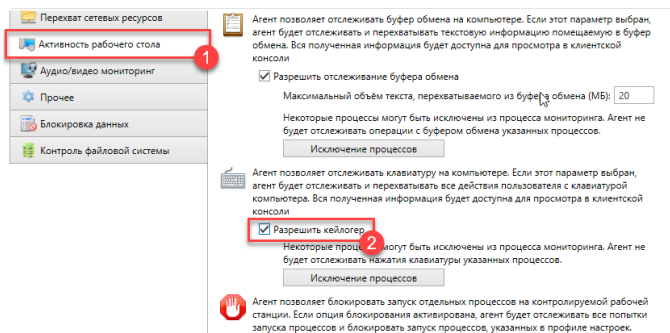 Перехват сетевых ресурсов
Активность рабочего стола
1
Аудио/видео мониторинг
Прочее
Блокировка данных
Контроль файловой системы
Агент позволяет отслеживать буфер обмена на компьютере. Если этот параметр выбран,
агент будет отслеживать и перехватывать текстовую информацию помещаемую в буфер
обмена. Вся полученная информация будет доступна для просмотра в клиентской
консоли
Разрешить отслеживание буфера обмена
Максимальный объём текста, перехватываемого из буфера обмена (МБ): 20
Некоторые процессы могут быть исключены из процесса мониторинга. Агент не
будет отслеживать операции с буфером обмена указанных процессов.
Исключение процессов
Агент позволяет отслеживать клавиатуру на компьютере. Если этот параметр выбран,
агент будет отслеживать и перехватывать все действия пользователя с клавиатурой
компьютера. Вся полученная информация будет доступна для просмотра в клиентской
консоли
Разрешить кейлогер
2
Некоторые процессы могут быть исключены из процесса мониторинга. Агент не
будет отслеживать нажатия клавиатуры указанных процессов.
Исключение процессов
Агент позволяет блокировать запуск отдельных процессов на контролируемой рабочей
станции. Если опция блокирования активирована, агент будет отслеживать все попытки
запуска процессов и блокировать запуск процессов, указанных в профиле настроек.